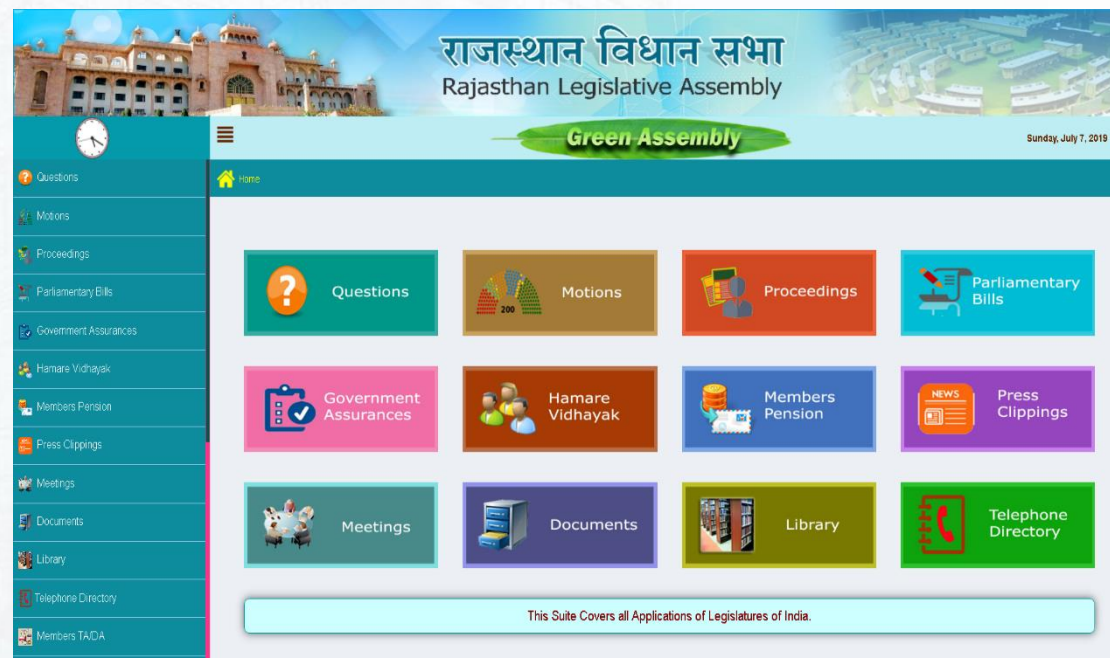 राजस्थान विधान सभा
Rajasthan Legislative Assembly
Green Assembly
Sunday, July 7, 2019
Home
Questions
Motions
Proceedings
Parliamentary Bills
Government Assurances
Hamare Vidhayak
Members Pension
Press Clippings
Meetings
Documents
Library
Telephone Directory
Members TA/DA
Questions
200
Motions
Proceedings
Parliamentary
Bills
Government
Assurances
Hamare
Vidhayak
Members
Pension
NEWS
Press
Clippings
Meetings
Documents
Library
Telephone
Directory
This Suite Covers all Applications of Legislatures of India.